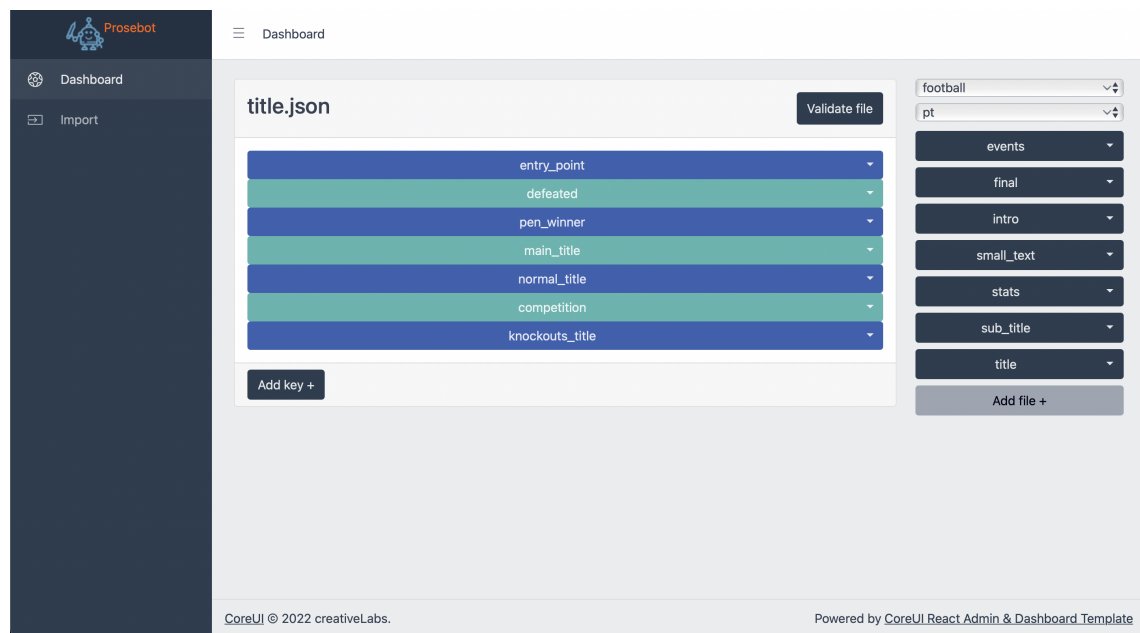 Prosebot
Dashboard
Import
Dashboard
title.json
Validate file
entry_point
defeated
pen_winner
main_title
normal_title
competition
knockouts_title
Add key +
football
pt
events
final
intro
small_text
stats
sub_title
title
Add file +
CoreUI © 2022 creativeLabs.
Powered by CoreUI React Admin & Dashboard Template